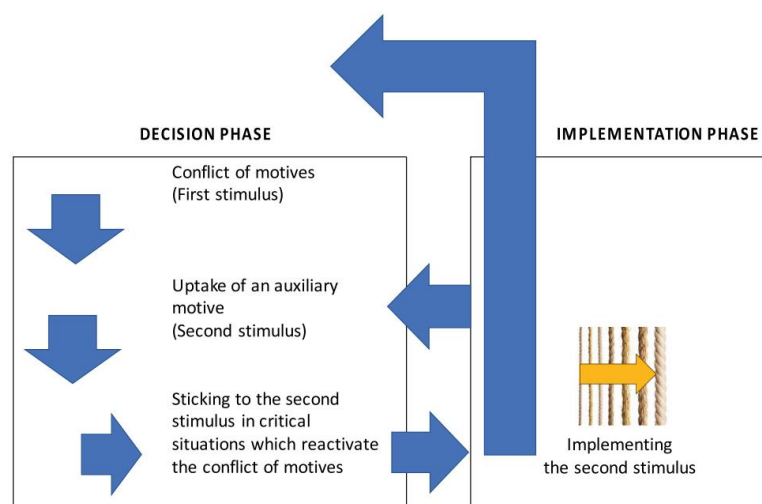 DECISION PHASE
IMPLEMENTATION PHASE
Conflict of motives
(First stimulus)
Uptake of an auxiliary
motive
(Second stimulus)
Sticking to the second
stimulus in critical
situations which reactivate
the conflict of motives
Implementing
the second stimulus